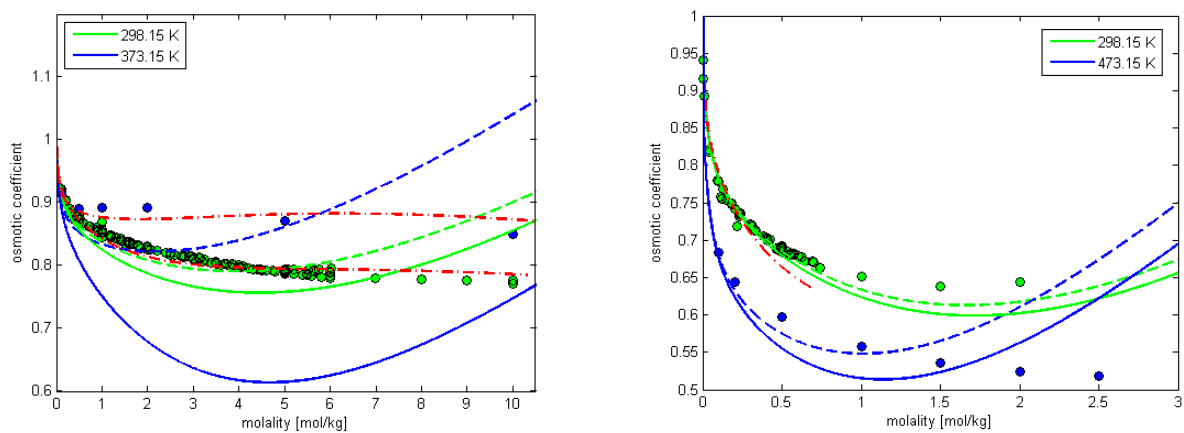 298.15 K
373.15 K
1.1
1
0.9
0.8
0.7
0.6
osmotic coefficient
0 1 2 3 4 5 6 7 8 9 10
molality [mol/kg]
298.15 K
473.15 K
1
0.95
0.9
0.85
0.8
0.75
0.7
0.65
0.6
0.55
0.5
osmotic coefficient
0 0.5 1 1.5 2 2.5 3
molality [mol/kg]